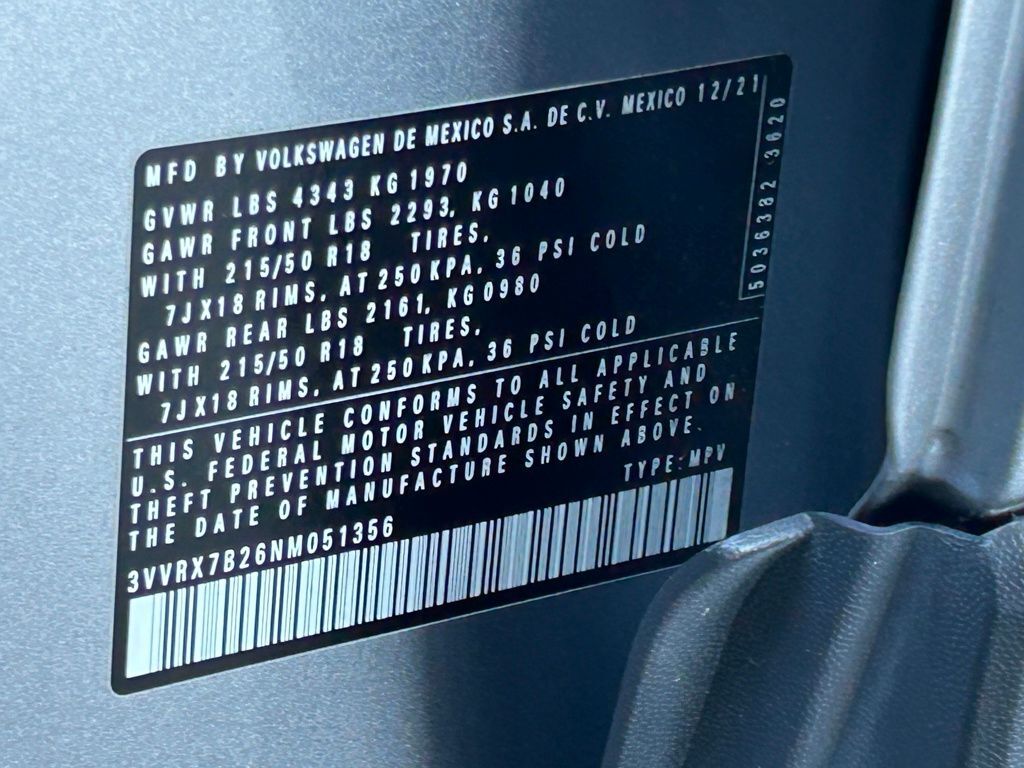 MFD BY VOLKSWAGEN DE MEXICO S.A. DE C.V. MEXICO 12/21
GVWR LBS 4343 KG 1970
GAWR FRONT LBS 2293, KG 1040
WITH 215/50 R18 TIRES,
7JX18 RIMS, AT 250 KPA, 36 PSI COLD
GAWR REAR LBS 2161, KG 0980
WITH 215/50 R18 TIRES,
7JX18 RIMS, AT 250 KPA, 36 PSI COLD
5036382 3620
THIS VEHICLE CONFORMS TO ALL APPLICABLE
U.S. FEDERAL MOTOR VEHICLE SAFETY AND
THEFT PREVENTION STANDARDS IN EFFECT ON
THE DATE OF MANUFACTURE SHOWN ABOVE.
TYPE: MPV
3VVRX7B26NM051356